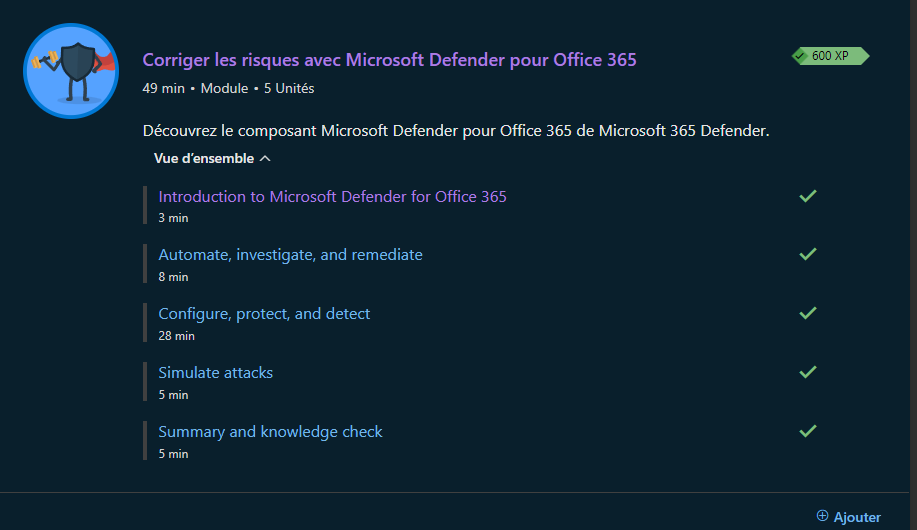 Corriger les risques avec Microsoft Defender pour Office 365
600 XP
49 min • Module • 5 Unités
Découvrez le composant Microsoft Defender pour Office 365 de Microsoft 365 Defender.
Vue d’ensemble
Introduction to Microsoft Defender for Office 365
3 min
Automate, investigate, and remediate
8 min
Configure, protect, and detect
28 min
Simulate attacks
5 min
Summary and knowledge check
5 min
Ajouter